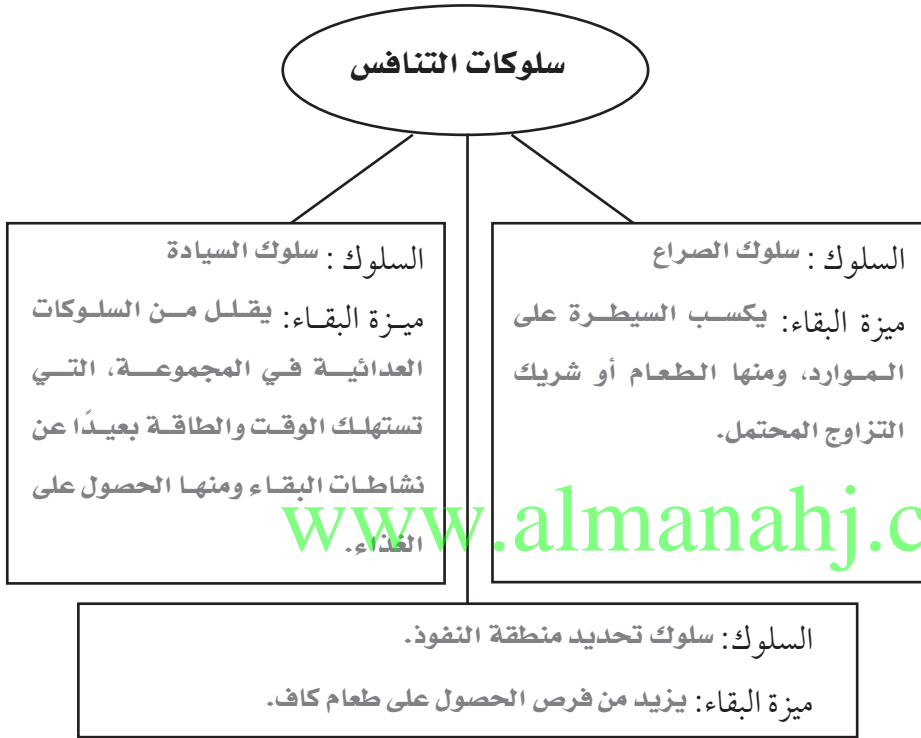 سلوكات التنافس
السلوك: سلوك الصراع
ميزة البقاء: يكسب السيطرة على
الموارد، ومنها الطعام أو شريك
التزاوج المحتمل.
السلوك: سلوك السيادة
ميزة البقاء: يقلل من السلوكات
العدائية في المجموعة، التي
تستهلك الوقت والطاقة بعيدًا عن
نشاطات البقاء ومنها الحصول على
الغذاء.
www.almanahj.c
السلوك: سلوك تحديد منطقة النفوذ.
ميزة البقاء: يزيد من فرص الحصول على طعام كاف.